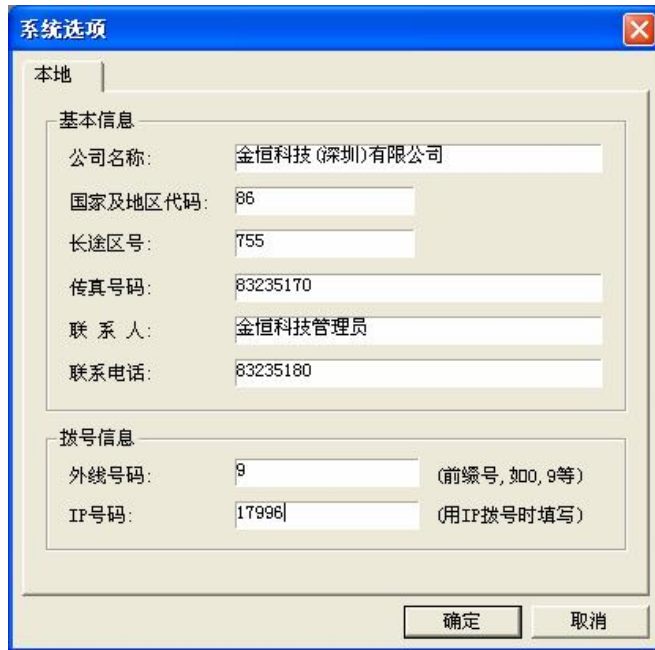 系统选项
本地
基本信息
公司名称: 金恒科技(深圳)有限公司
国家及地区代码: 86
长途区号: 755
传真号码: 83235170
联 系 人: 金恒科技管理员
联系电话: 83235180
拨号信息
外线号码: 9 (前缀号,如0,9等)
IP号码: 17996 (用IP拨号时填写)
确定 取消